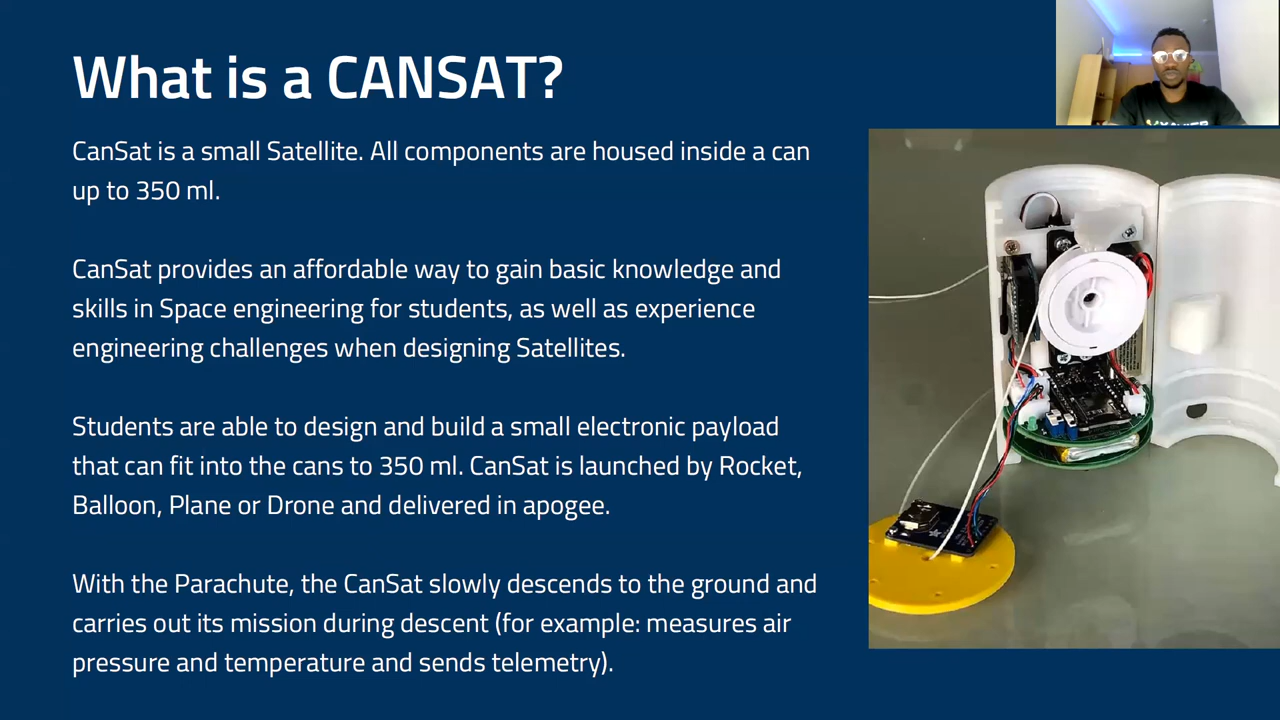 What is a CANSAT?
CanSat is a small Satellite. All components are housed inside a can
up to 350 ml.
CanSat provides an affordable way to gain basic knowledge and
skills in Space engineering for students, as well as experience
engineering challenges when designing Satellites.
Students are able to design and build a small electronic payload
that can fit into the cans to 350 ml. CanSat is launched by Rocket,
Balloon, Plane or Drone and delivered in apogee.
With the Parachute, the CanSat slowly descends to the ground and
carries out its mission during descent (for example: measures air
pressure and temperature and sends telemetry).